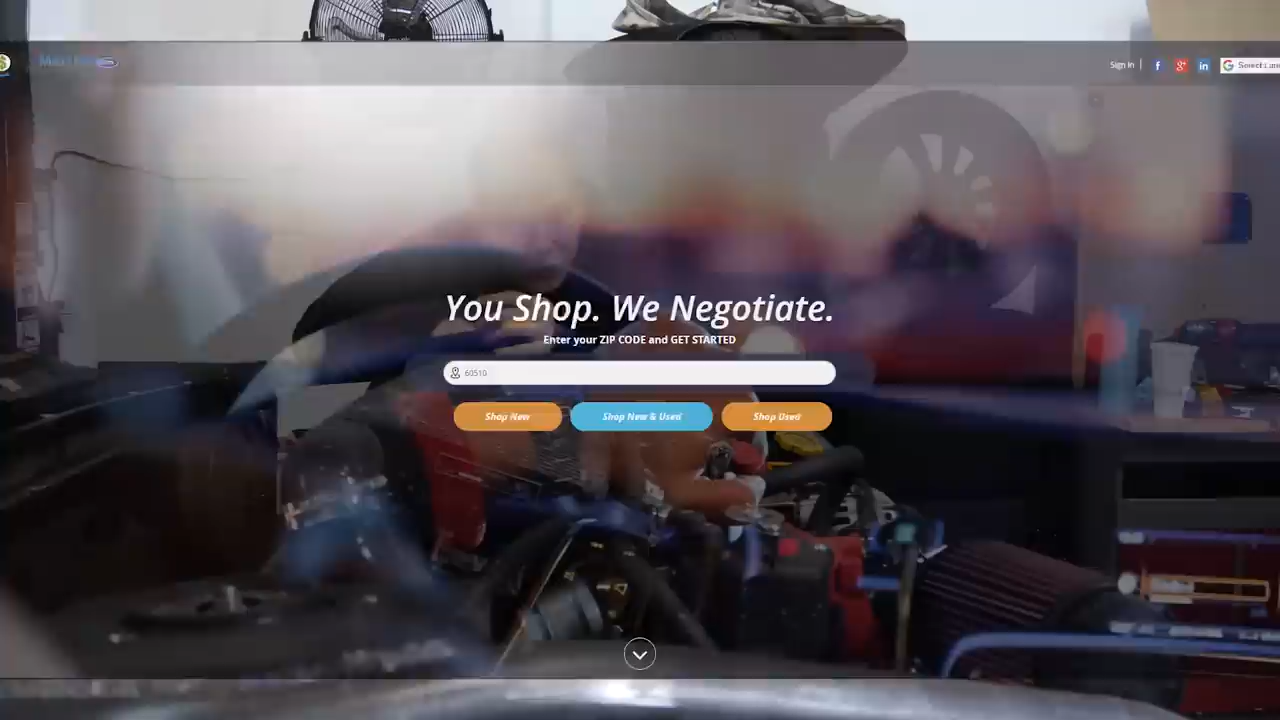 Sign In |
You Shop. We Negotiate.
Enter your ZIP CODE and GET STARTED
60510
Shop New
Shop New & Used
Shop Used